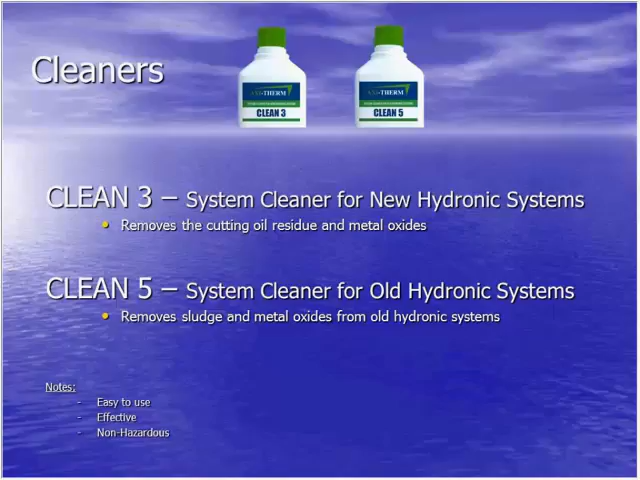 Cleaners
CLEAN 3
CLEAN 5
CLEAN 3 – System Cleaner for New Hydronic Systems
• Removes the cutting oil residue and metal oxides
CLEAN 5 – System Cleaner for Old Hydronic Systems
• Removes sludge and metal oxides from old hydronic systems
Notes:
- Easy to use
- Effective
- Non-Hazardous